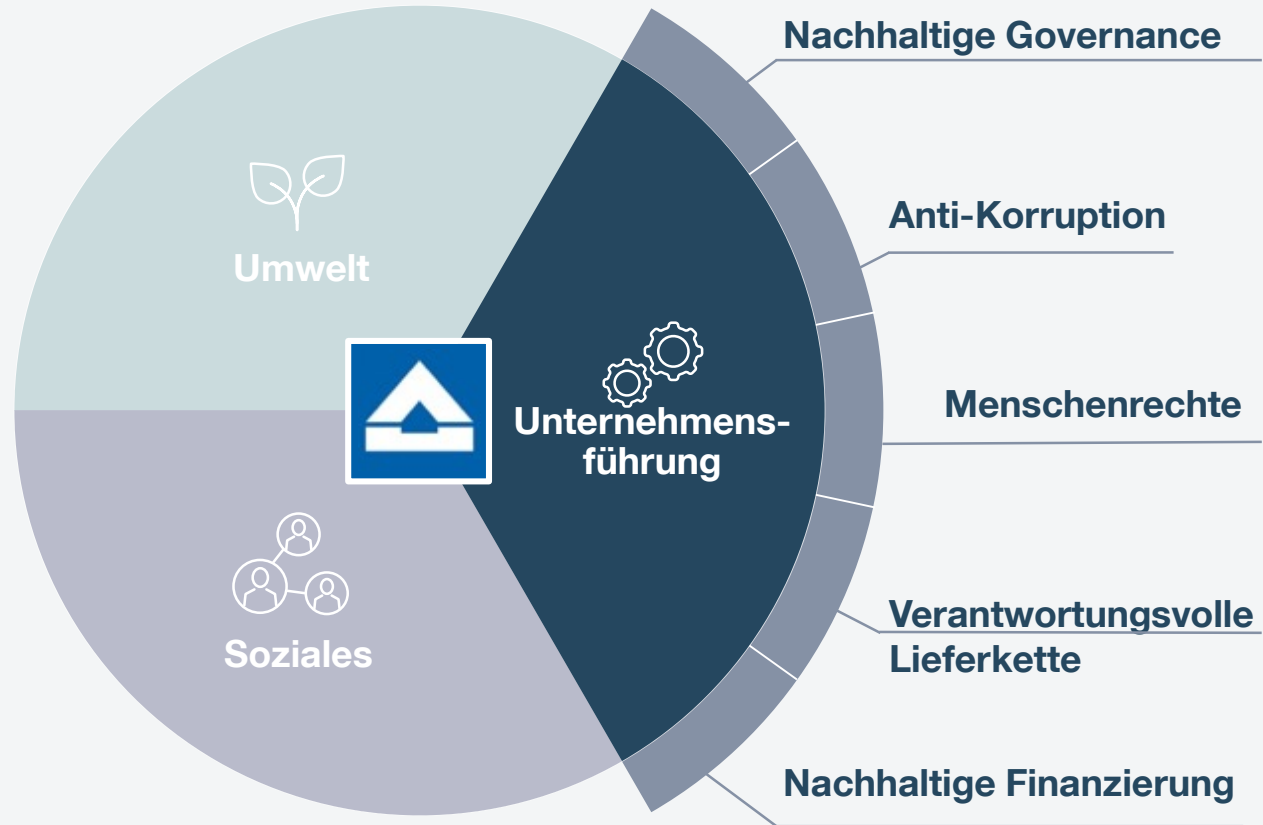 Nachhaltige Governance
Anti-Korruption
Umwelt
Menschenrechte
Unternehmens-
führung
Verantwortungsvolle
Lieferkette
Soziales
Nachhaltige Finanzierung